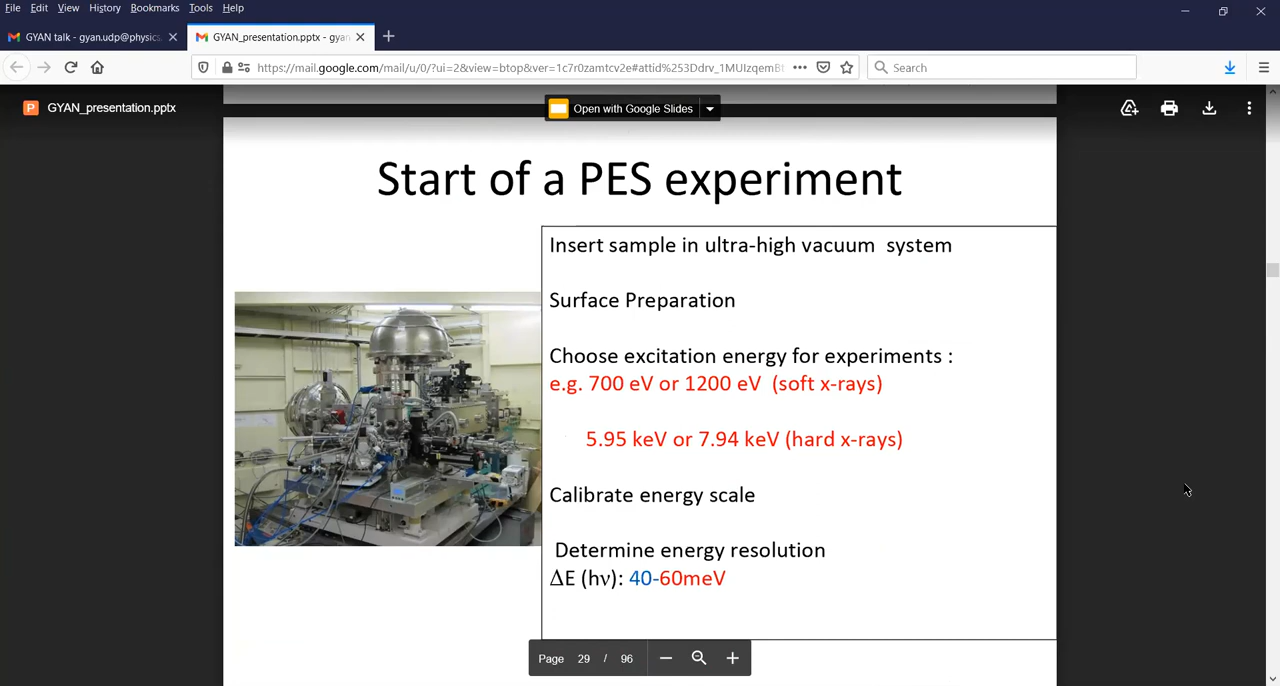 File Edit View History Bookmarks Tools Help
GYAN talk - gyan.udp@physics.
GYAN_presentation.pptx - gyan
https://mail.google.com/mail/u/0/?ui=2&view=btop&ver=1c7r0zamtcv2e#attid%253Ddrv_1MUIzqemBt
Search
P GYAN_presentation.pptx
Open with Google Slides
Start of a PES experiment
Insert sample in ultra-high vacuum system
Surface Preparation
Choose excitation energy for experiments :
e.g. 700 eV or 1200 eV (soft x-rays)
5.95 keV or 7.94 keV (hard x-rays)
Calibrate energy scale
Determine energy resolution
ΔE (hν): 40-60meV
Page 29 / 96